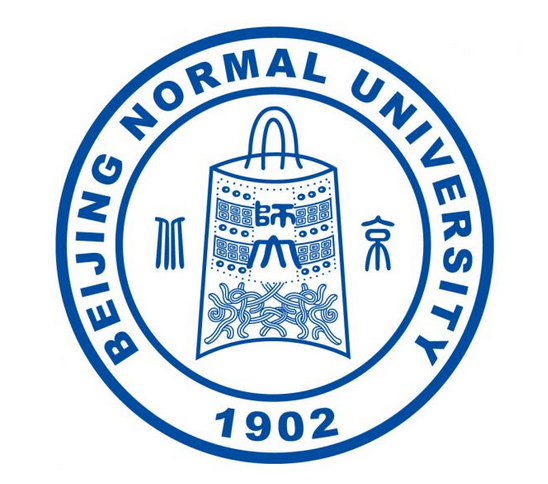 BEIJING NORMAL UNIVERSITY
北 京
師
大
1902